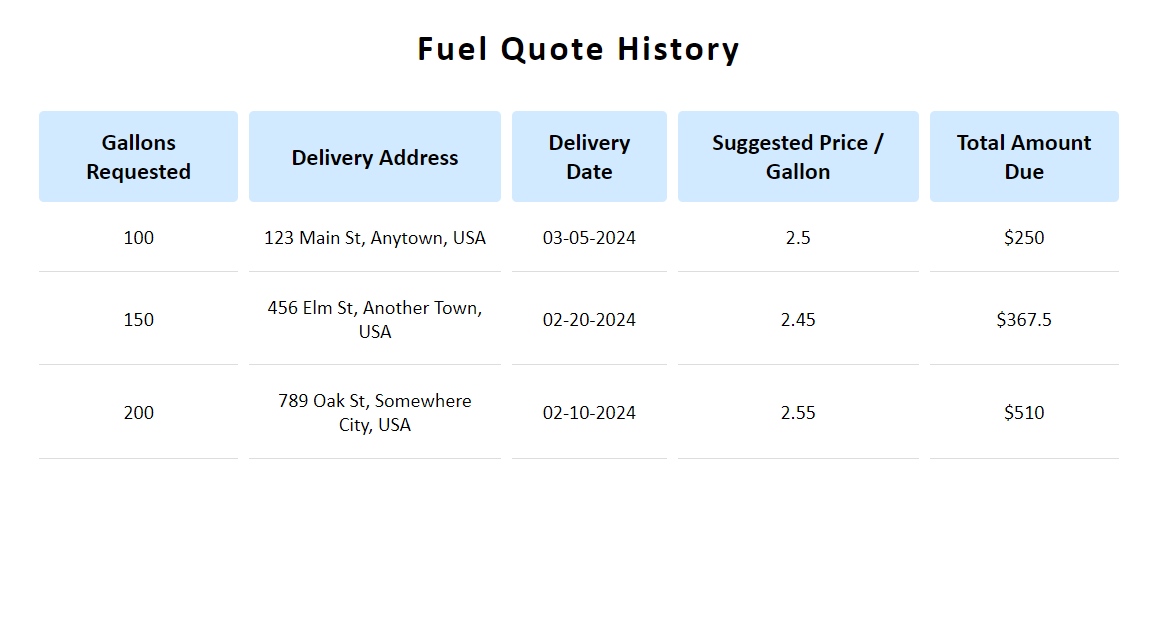 Fuel Quote History
Gallons
Requested
Delivery Address
Delivery
Date
Suggested Price /
Gallon
Total Amount
Due
100
123 Main St, Anytown, USA
03-05-2024
2.5
$250
150
456 Elm St, Another Town,
USA
02-20-2024
2.45
$367.5
200
789 Oak St, Somewhere
City, USA
02-10-2024
2.55
$510